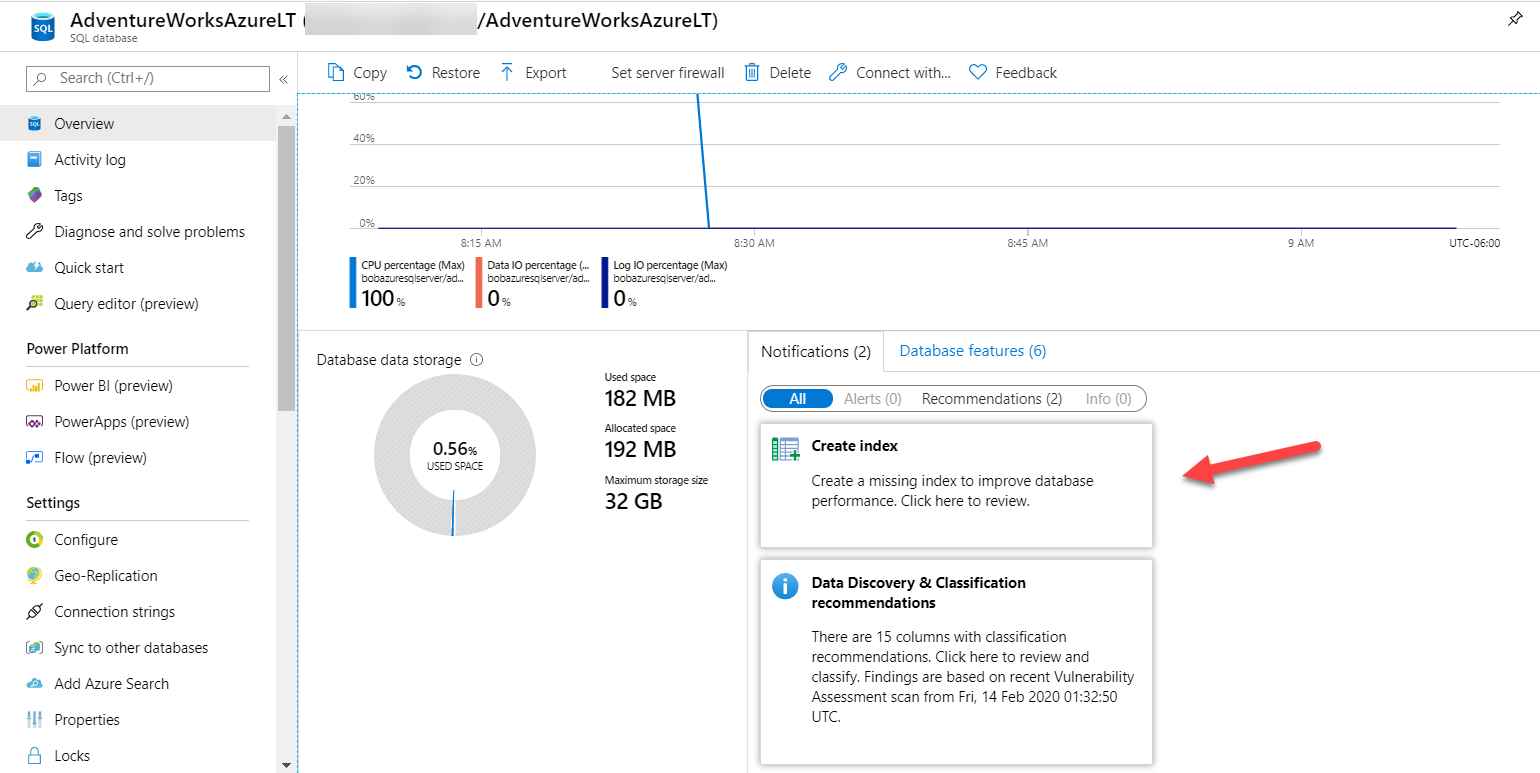 AdventureWorksAzureLT ( /AdventureWorksAzureLT)
SQL database
Search (Ctrl+/)
«
Overview
Activity log
Tags
Diagnose and solve problems
Quick start
Query editor (preview)
Power Platform
Power BI (preview)
PowerApps (preview)
Flow (preview)
Settings
Configure
Geo-Replication
Connection strings
Sync to other databases
Add Azure Search
Properties
Locks
Copy Restore Export Set server firewall Delete Connect with... Feedback
60%
40%
20%
0%
8:15 AM 8:30 AM 8:45 AM 9 AM UTC-06:00
CPU percentage (Max)
bobazuresqlserver/ad...
100 %
Data IO percentage (...
bobazuresqlserver/ad...
0 %
Log IO percentage (Max)
bobazuresqlserver/ad...
0 %
Database data storage
0.56%
USED SPACE
Used space
182 MB
Allocated space
192 MB
Maximum storage size
32 GB
Notifications (2) Database features (6)
All Alerts (0) Recommendations (2) Info (0)
Create index
Create a missing index to improve database
performance. Click here to review.
Data Discovery & Classification
recommendations
There are 15 columns with classification
recommendations. Click here to review and
classify. Findings are based on recent Vulnerability
Assessment scan from Fri, 14 Feb 2020 01:32:50
UTC.